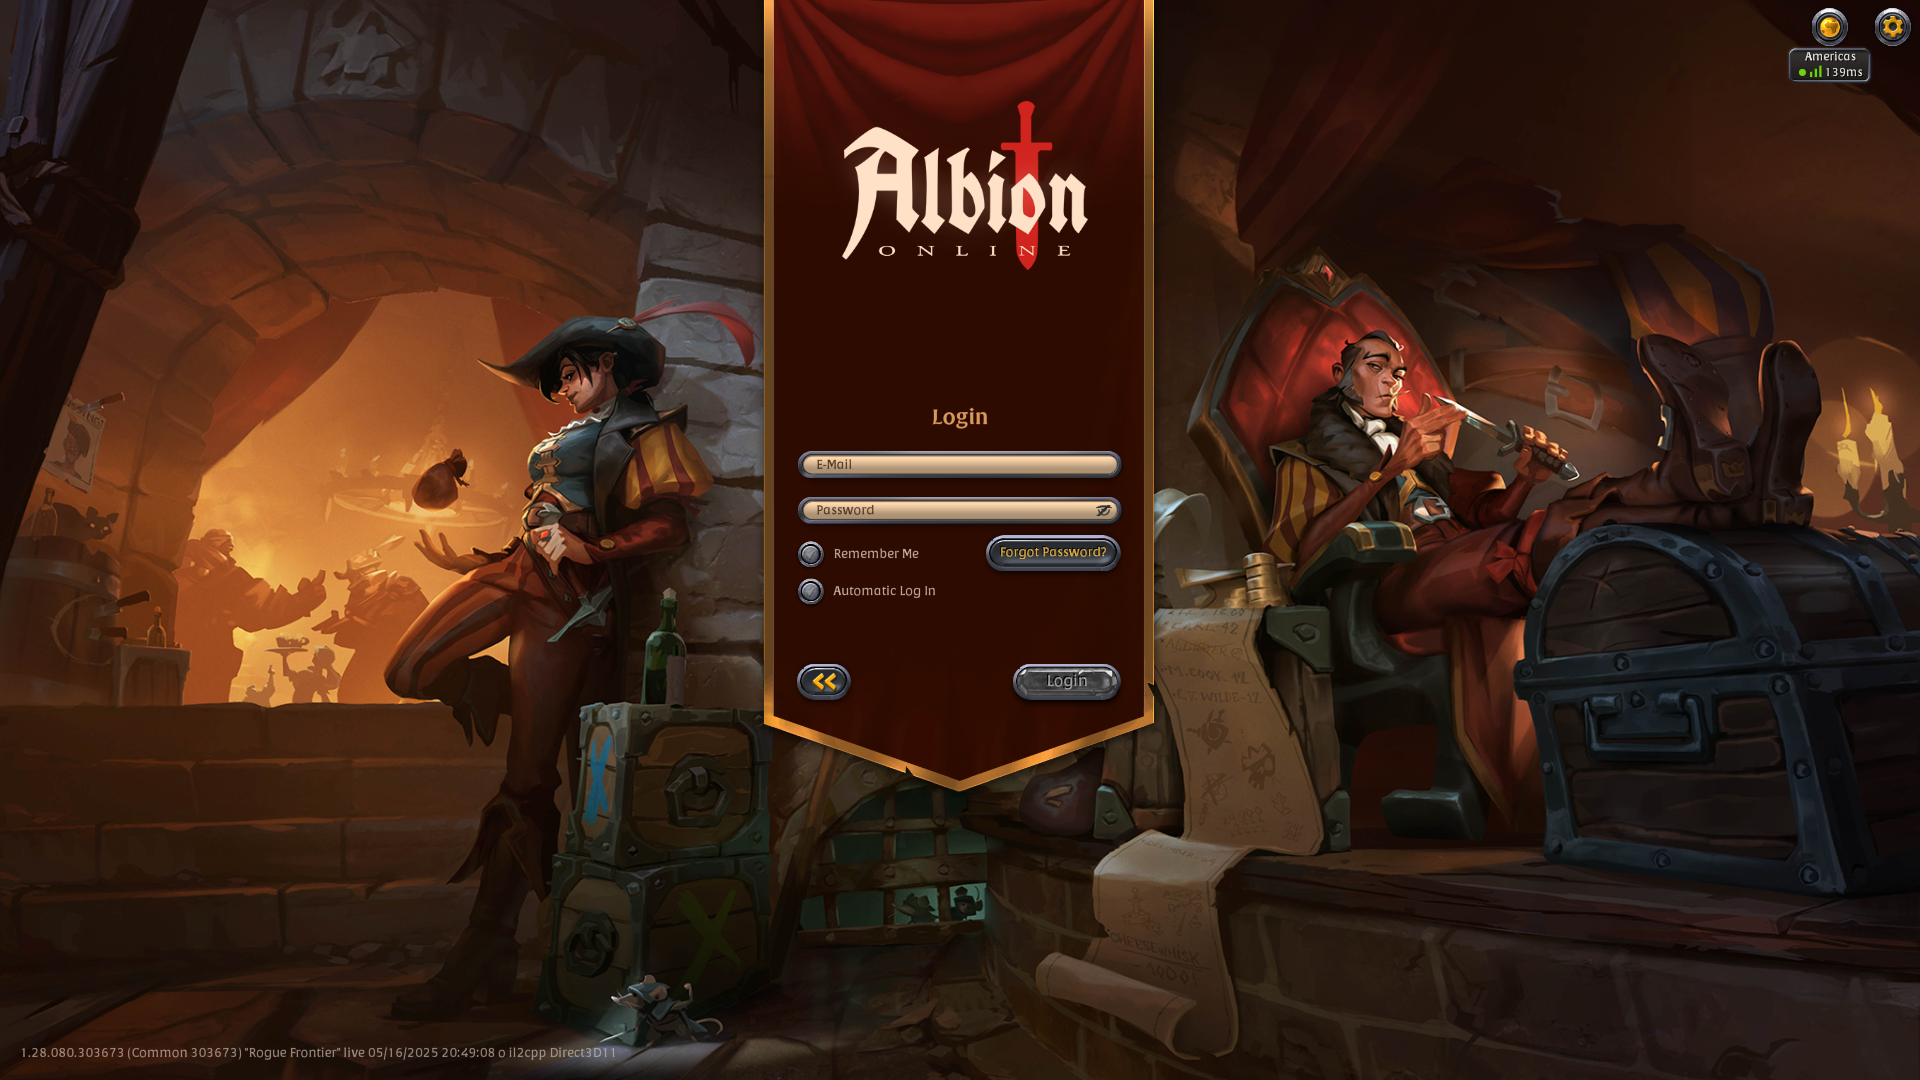 Americas
139ms
Albion
ONLINE
Login
E-Mail
Password
Remember Me
Forgot Password?
Automatic Log In
Login
1.28.080.303673 (Common 303673) "Rogue Frontier" live 05/16/2025 20:49:08 o il2cpp Direct3D11